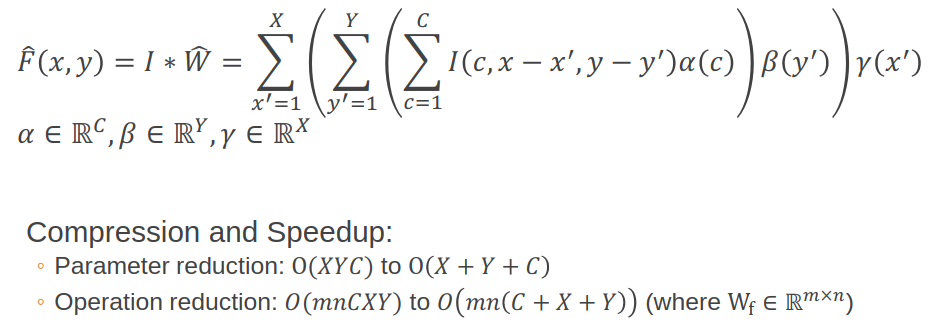 F̂(x, y) = I ∗ Ŵ = ∑_{x′=1}^{X} ( ∑_{y′=1}^{Y} ( ∑_{c=1}^{C} I(c, x − x′, y − y′)α(c) ) β(y′) ) γ(x′)
α ∈ ℝ^C, β ∈ ℝ^Y, γ ∈ ℝ^X
Compression and Speedup:
◦ Parameter reduction: O(XYC) to O(X + Y + C)
◦ Operation reduction: O(mnCXY) to O(mn(C + X + Y)) (where W_f ∈ ℝ^{m×n})